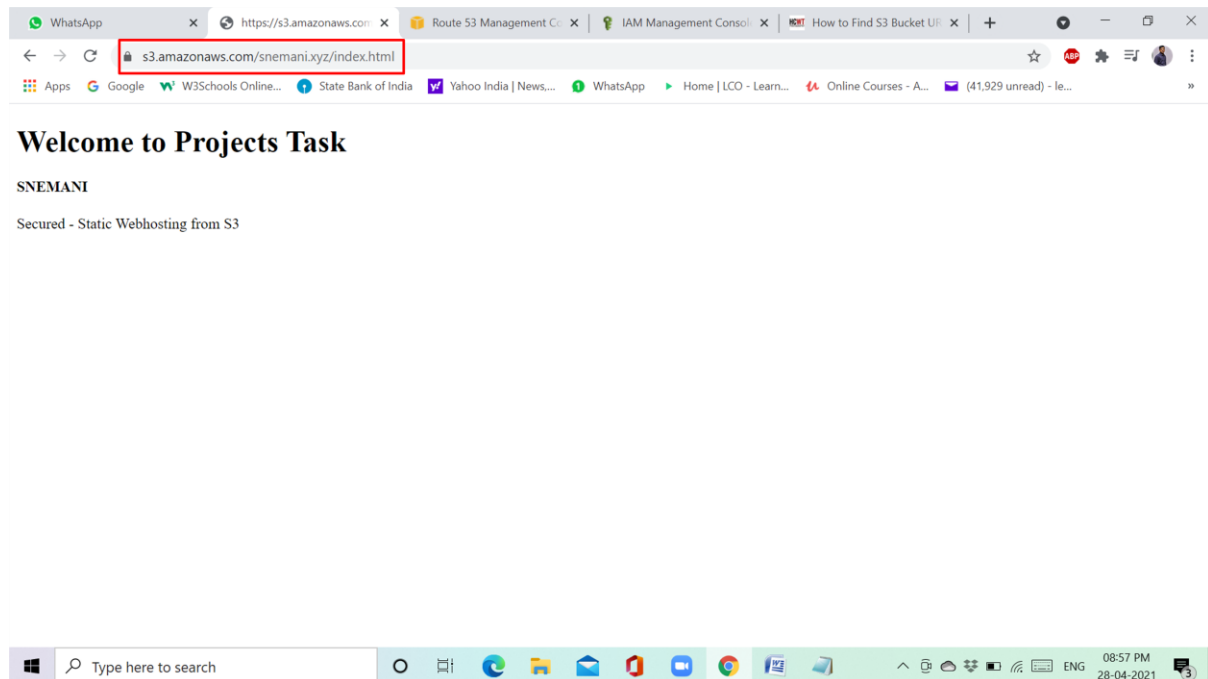 WhatsApp
https://s3.amazonaws.com
Route 53 Management Co
IAM Management Consol
HCWT How to Find S3 Bucket UR
s3.amazonaws.com/snemani.xyz/index.html
ABP
Apps Google W3Schools Online... State Bank of India Yahoo India | News,... WhatsApp Home | LCO - Learn... Online Courses - A... (41,929 unread) - le... »
Welcome to Projects Task
SNEMANI
Secured - Static Webhosting from S3
Type here to search
ENG
08:57 PM
28-04-2021
3